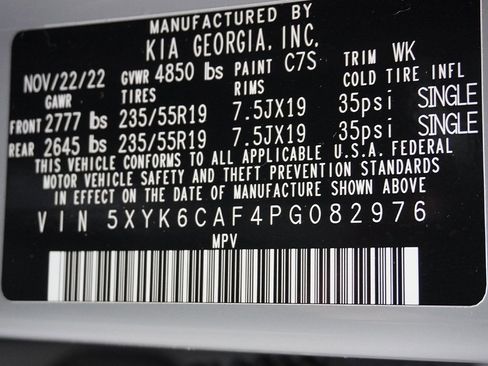 MANUFACTURED BY
KIA GEORGIA, INC.
NOV/22/22 GVWR 4850 lbs PAINT C7S TRIM WK
GAWR TIRES RIMS COLD TIRE INFL
FRONT 2777 lbs 235/55R19 7.5JX19 35psi SINGLE
REAR 2645 lbs 235/55R19 7.5JX19 35psi SINGLE
THIS VEHICLE CONFORMS TO ALL APPLICABLE U.S.A. FEDERAL
MOTOR VEHICLE SAFETY AND THEFT PREVENTION STANDARDS
IN EFFECT ON THE DATE OF MANUFACTURE SHOWN ABOVE
VIN 5XYK6CAF4PG082976
MPV